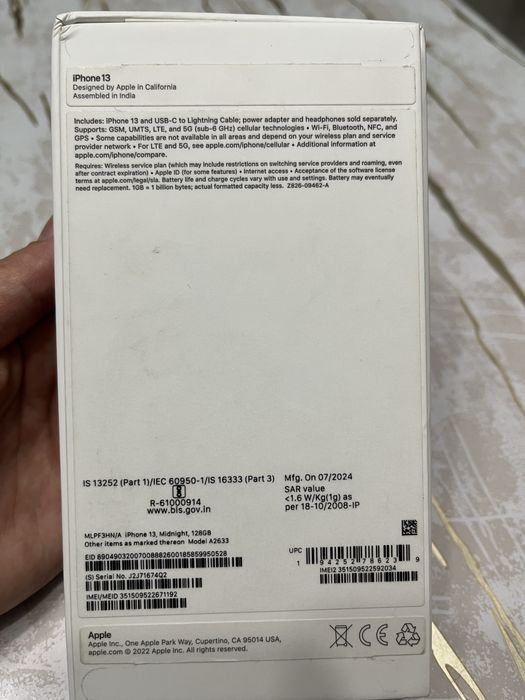 iPhone 13
Designed by Apple in California
Assembled in India
Includes: iPhone 13 and USB-C to Lightning Cable; power adapter and headphones sold separately.
Supports: GSM, UMTS, LTE, and 5G (sub-6 GHz) cellular technologies • Wi-Fi, Bluetooth, NFC, and
GPS • Some capabilities are not available in all areas and depend on your wireless plan and service
provider network • For LTE and 5G, see apple.com/iphone/cellular • Additional information at
apple.com/iphone/compare.
Requires: Wireless service plan (which may include restrictions on switching service providers and roaming, even
after contract expiration) • Apple ID (for some features) • Internet access • Acceptance of the software license
terms at apple.com/legal/sla. Battery life and charge cycles vary with use and settings. Battery may eventually
need replacement. 1GB = 1 billion bytes; actual formatted capacity less. Z826-09462-A
IS 13252 (Part 1)/IEC 60950-1/IS 16333 (Part 3)
R-61000914
www.bis.gov.in
Mfg. On 07/2024
SAR value
<1.6 W/Kg(1g) as
per 18-10/2008-IP
MLPF3HN/A iPhone 13, Midnight, 128GB
Other items as marked thereon Model A2633
EID 89049032007008882600185859950528
(S) Serial No. J2J71674Q2
IMEI/MEID 351509522671192
UPC
1 94252 78623 9
IMEI2 351509522592034
Apple
Apple Inc., One Apple Park Way, Cupertino, CA 95014 USA,
apple.com © 2022 Apple Inc. All rights reserved.
CE